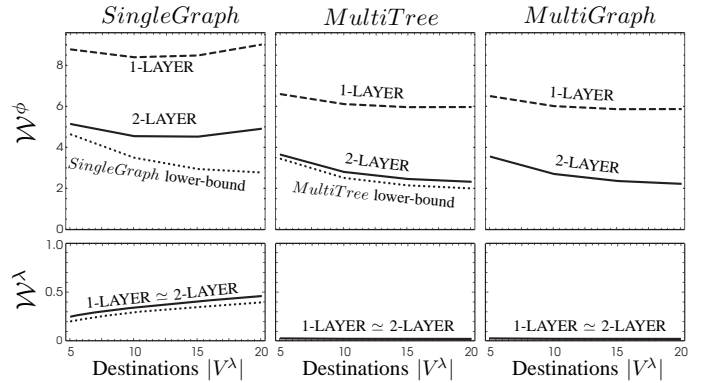 SingleGraph MultiTree MultiGraph
8
6
4
2
0
𝒲^ϕ
1-LAYER
2-LAYER
SingleGraph lower-bound
1-LAYER
2-LAYER
MultiTree lower-bound
1-LAYER
2-LAYER
1.0
0.5
0
𝒲^λ
1-LAYER ≃ 2-LAYER
1-LAYER ≃ 2-LAYER
1-LAYER ≃ 2-LAYER
5 10 15 20 5 10 15 20 5 10 15 20
Destinations |V^λ| Destinations |V^λ| Destinations |V^λ|